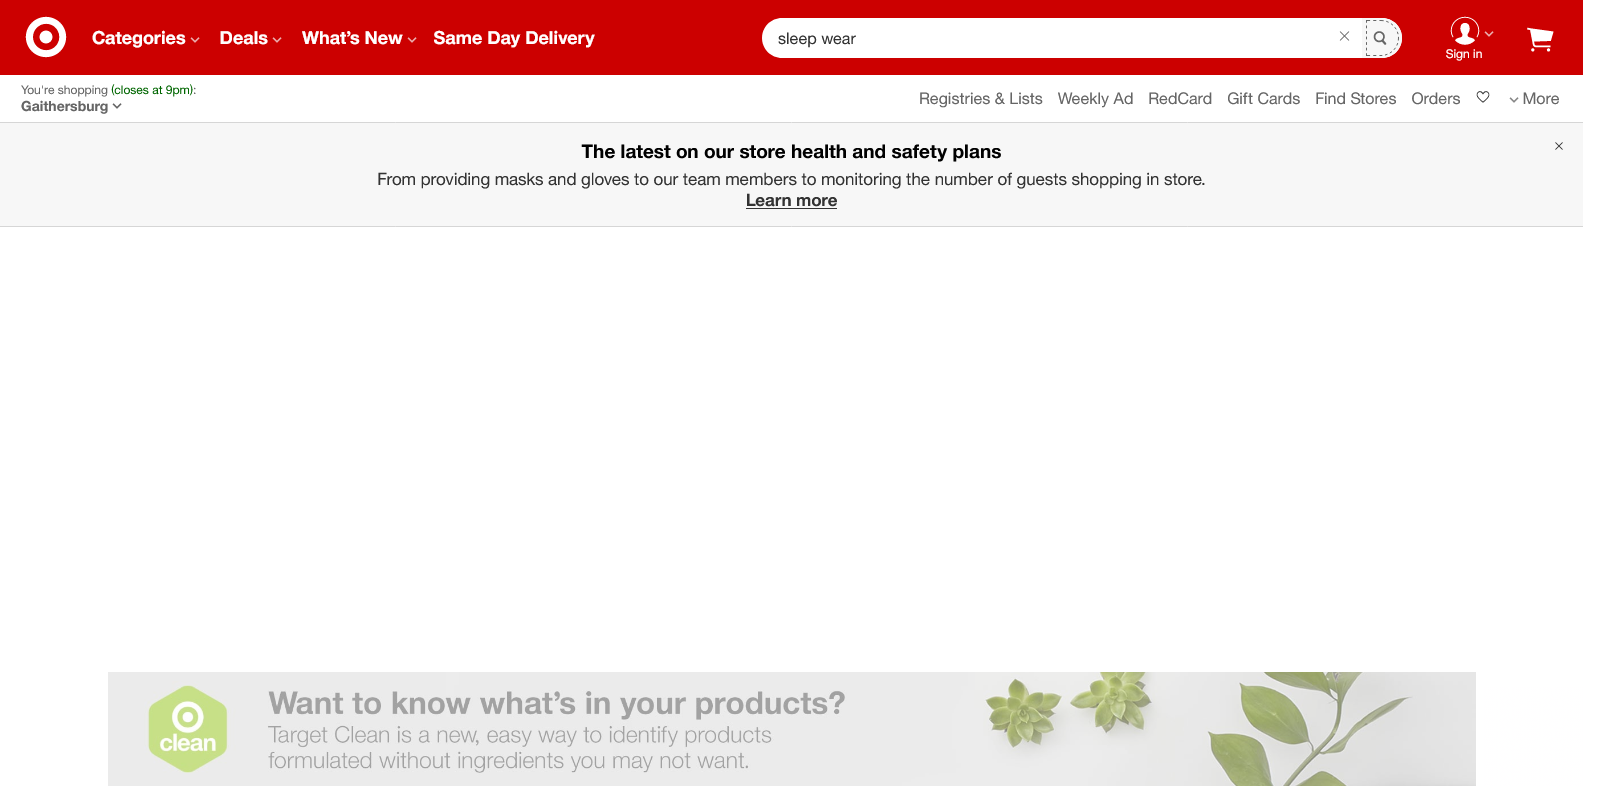 Categories
Deals
What's New
Same Day Delivery
sleep wear
Sign in
You're shopping (closes at 9pm):
Gaithersburg
Registries & Lists
Weekly Ad
RedCard
Gift Cards
Find Stores
Orders
More
The latest on our store health and safety plans
From providing masks and gloves to our team members to monitoring the number of guests shopping in store.
Learn more
clean
Want to know what's in your products?
Target Clean is a new, easy way to identify products
formulated without ingredients you may not want.